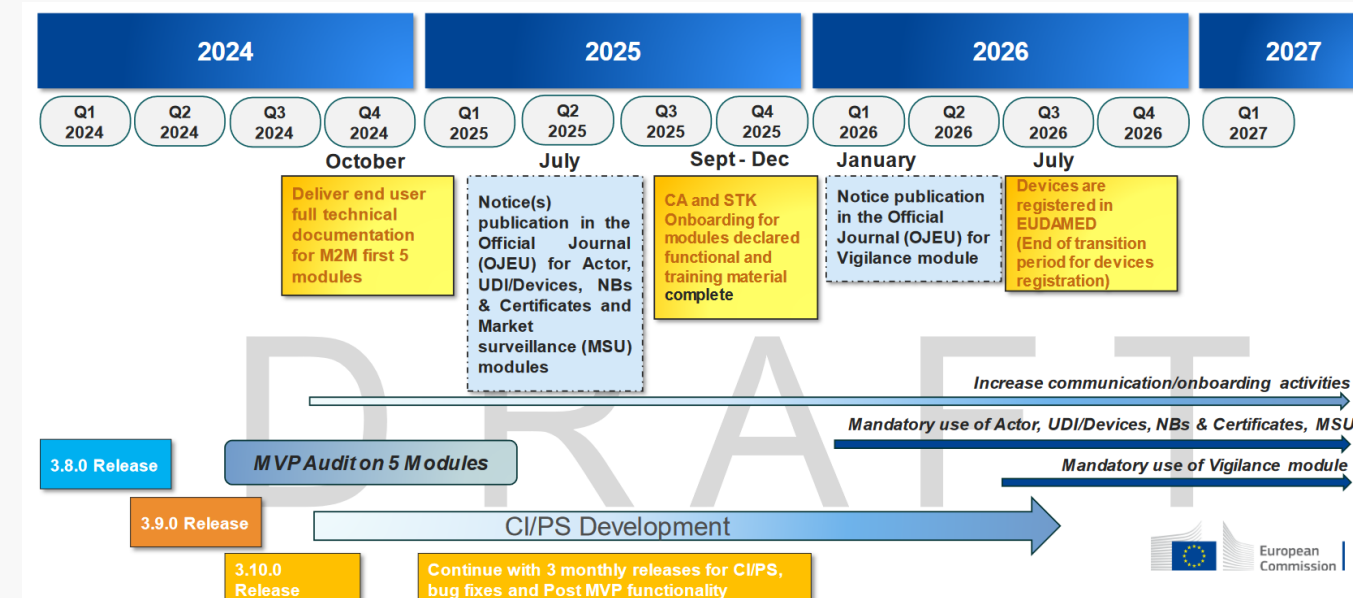 2024
2025
2026
2027
Q1
2024
Q2
2024
Q3
2024
Q4
2024
Q1
2025
Q2
2025
Q3
2025
Q4
2025
Q1
2026
Q2
2026
Q3
2026
Q4
2026
Q1
2027
October
July
Sept - Dec
January
July
Deliver end user
full technical
documentation
for M2M first 5
modules
Notice(s)
publication in the
Official Journal
(OJEU) for Actor,
UDI/Devices, NBs
& Certificates and
Market
surveillance (MSU)
modules
CA and STK
Onboarding for
modules declared
functional and
training material
complete
Notice publication
in the Official
Journal (OJEU) for
Vigilance module
Devices are
registered in
EUDAMED
(End of transition
period for devices
registration)
DRAFT
Increase communication/onboarding activities
Mandatory use of Actor, UDI/Devices, NBs & Certificates, MSU
Mandatory use of Vigilance module
3.8.0 Release
MVP Audit on 5 Modules
3.9.0 Release
CI/PS Development
3.10.0
Release
Continue with 3 monthly releases for CI/PS,
bug fixes and Post MVP functionality
European
Commission